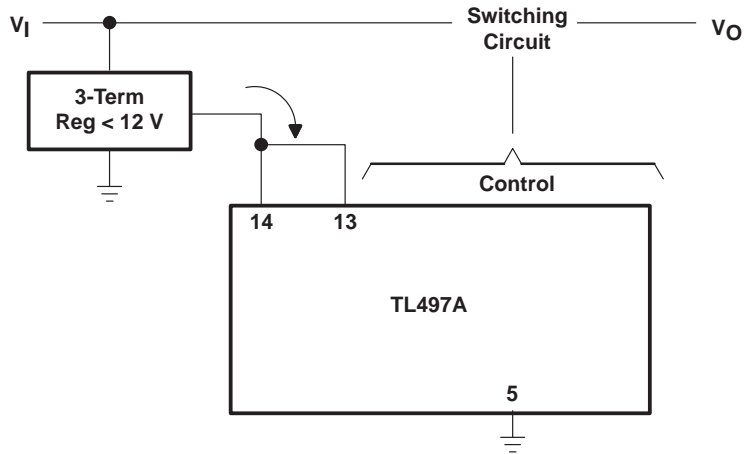 Switching
Circuit
VI
VO
3-Term
Reg < 12 V
Control
14
13
TL497A
5